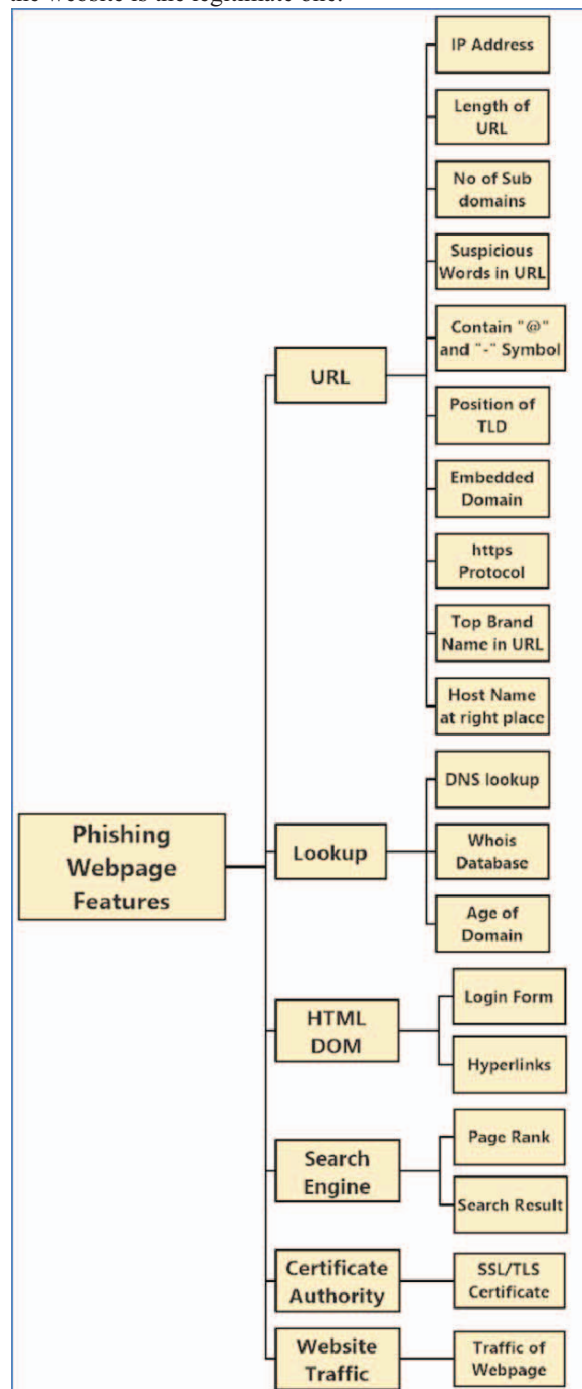 the website is the legitimate one.
IP Address
Length of
URL
No of Sub
domains
Suspicious
Words in URL
Contain "@"
and "-" Symbol
URL
Position of
TLD
Embedded
Domain
https
Protocol
Top Brand
Name in URL
Host Name
at right place
DNS lookup
Phishing
Webpage
Features
Lookup
Whois
Database
Age of
Domain
Login Form
HTML
DOM
Hyperlinks
Page Rank
Search
Engine
Search Result
Certificate
Authority
SSL/TLS
Certificate
Website
Traffic
Traffic of
Webpage